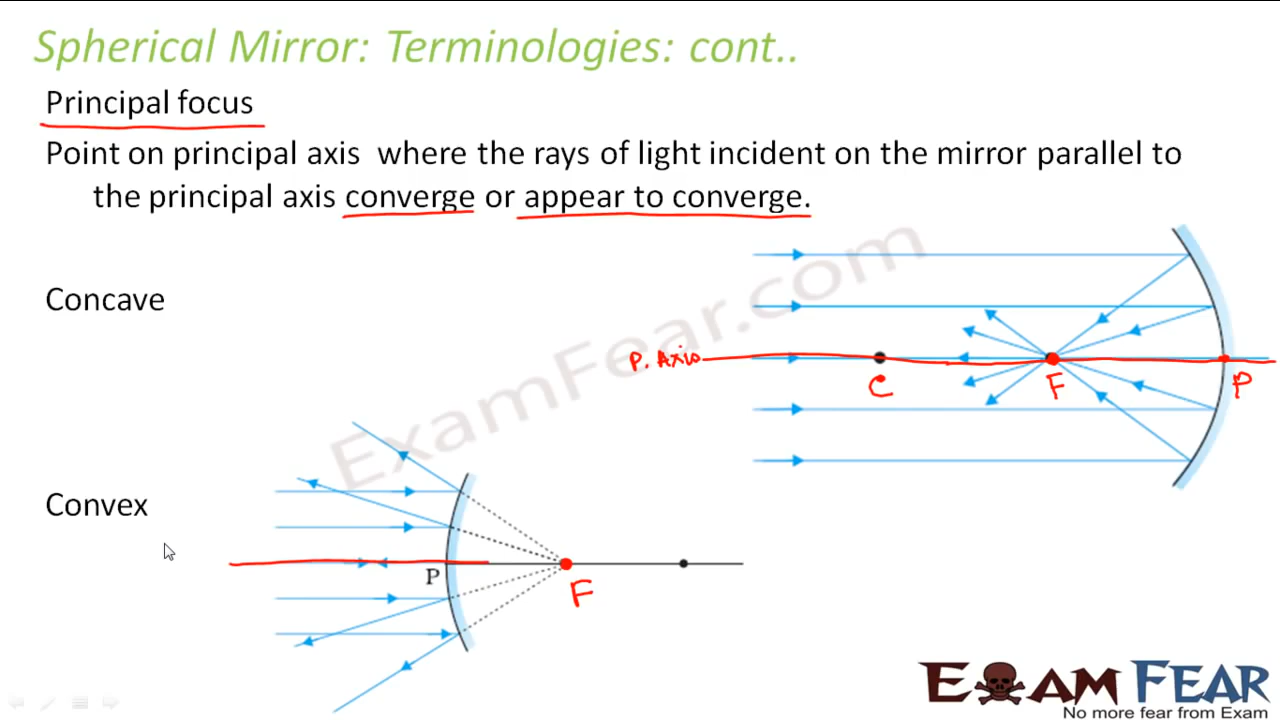 Spherical Mirror: Terminologies: cont..
Principal focus
Point on principal axis where the rays of light incident on the mirror parallel to
the principal axis converge or appear to converge.
ExamFear.com
Concave
P. Axis
C
F
P
Convex
P
F
EXAM FEAR
No more fear from Exam